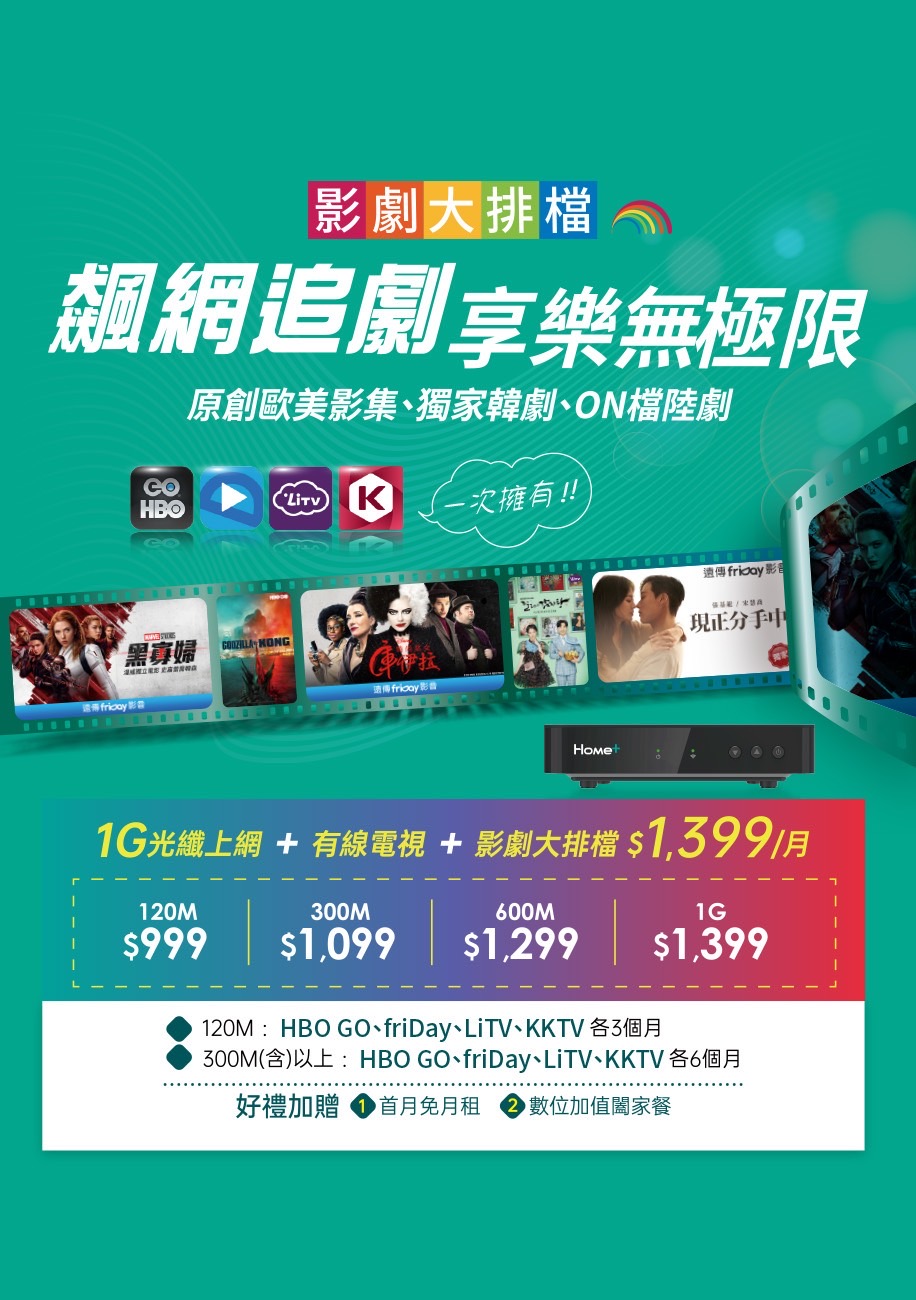 影劇大排檔
飆網追劇 享樂無極限
原創歐美影集、獨家韓劇、ON檔陸劇
GO HBO
LiTV
K
一次擁有!!
MARVEL STUDIOS
黑寡婦
遠傳friday影音
HBO GO
GODZILLA KONG
庫伊拉
遠傳friday影音
遠傳friday影音
現正分手中
Home+
1G光纖上網 + 有線電視 + 影劇大排檔 $1,399/月
120M 300M 600M 1G
$999 $1,099 $1,299 $1,399
120M : HBO GO、friDay、LiTV、KKTV 各3個月
300M(含)以上 : HBO GO、friDay、LiTV、KKTV 各6個月
好禮加贈 1 首月免月租 2 數位加值闔家餐